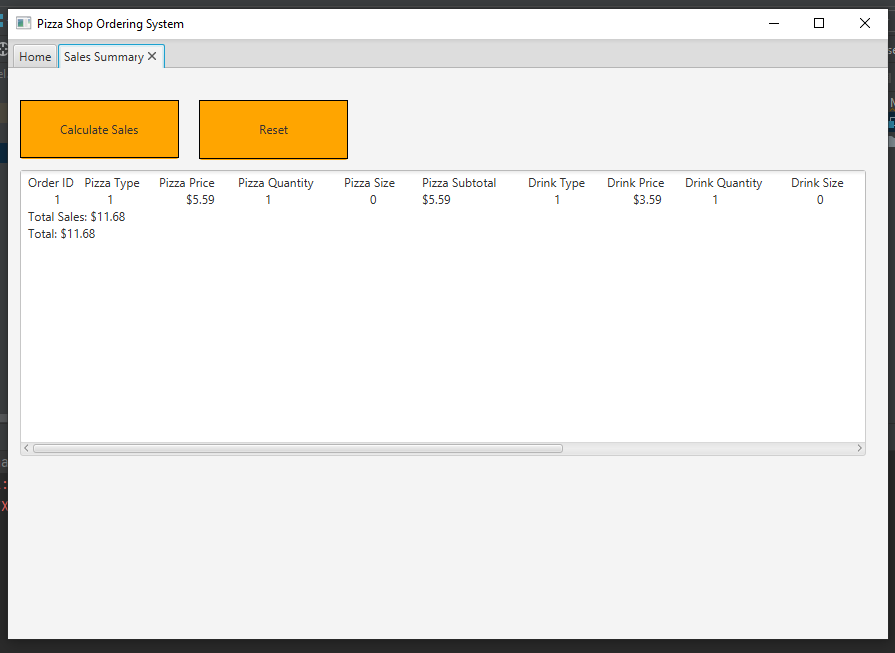 Pizza Shop Ordering System
Home Sales Summary
Calculate Sales Reset
Order ID Pizza Type Pizza Price Pizza Quantity Pizza Size Pizza Subtotal Drink Type Drink Price Drink Quantity Drink Size
1 1 $5.59 1 0 $5.59 1 $3.59 1 0
Total Sales: $11.68
Total: $11.68